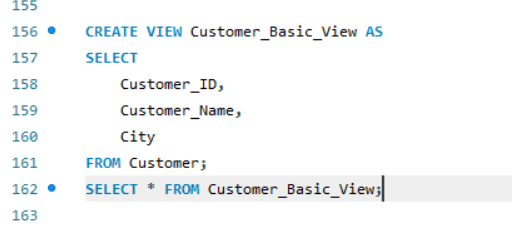 155
156 CREATE VIEW Customer_Basic_View AS
157 SELECT
158 Customer_ID,
159 Customer_Name,
160 City
161 FROM Customer;
162 SELECT * FROM Customer_Basic_View;
163